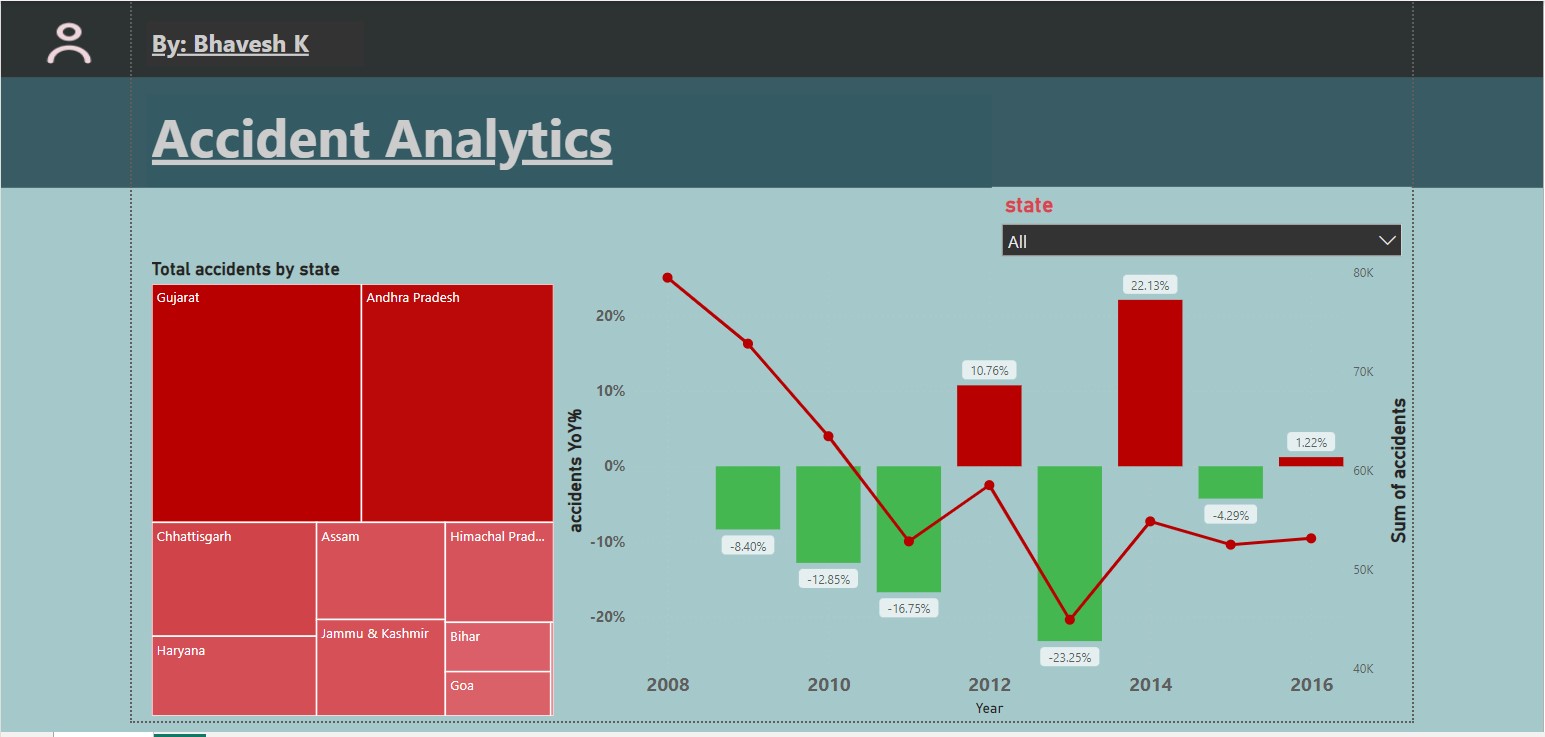 By: Bhavesh K
Accident Analytics
state
All
Total accidents by state
Gujarat
Andhra Pradesh
Chhattisgarh
Assam
Himachal Prad...
Haryana
Jammu & Kashmir
Bihar
Goa
accidents YoY%
20%
10%
0%
-10%
-20%
-8.40%
-12.85%
-16.75%
10.76%
-23.25%
22.13%
-4.29%
1.22%
80K
70K
60K
50K
40K
Sum of accidents
2008
2010
2012
2014
2016
Year